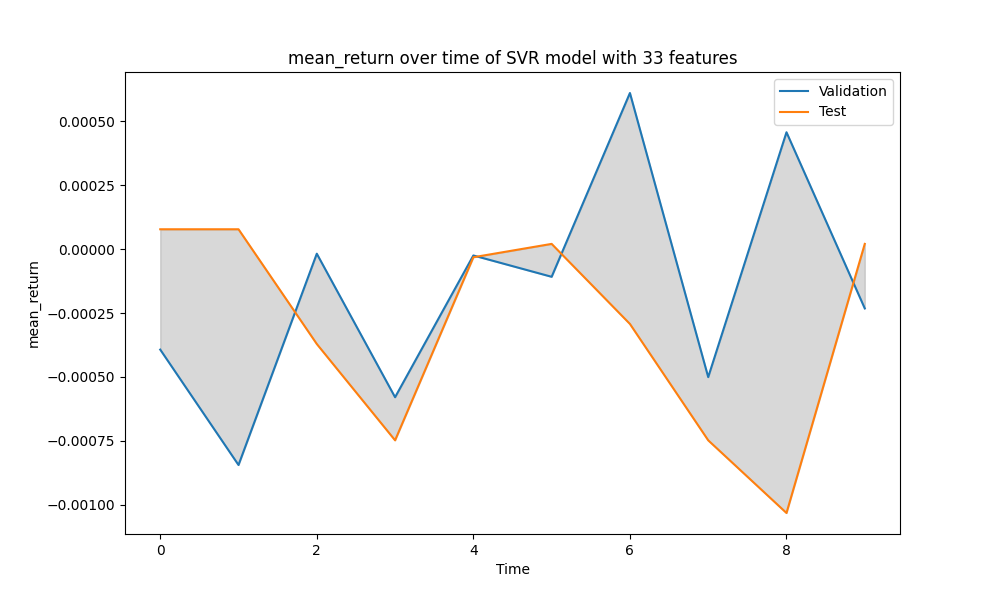 mean_return over time of SVR model with 33 features
Validation
Test
0.00050
0.00025
0.00000
−0.00025
−0.00050
−0.00075
−0.00100
mean_return
0 2 4 6 8
Time